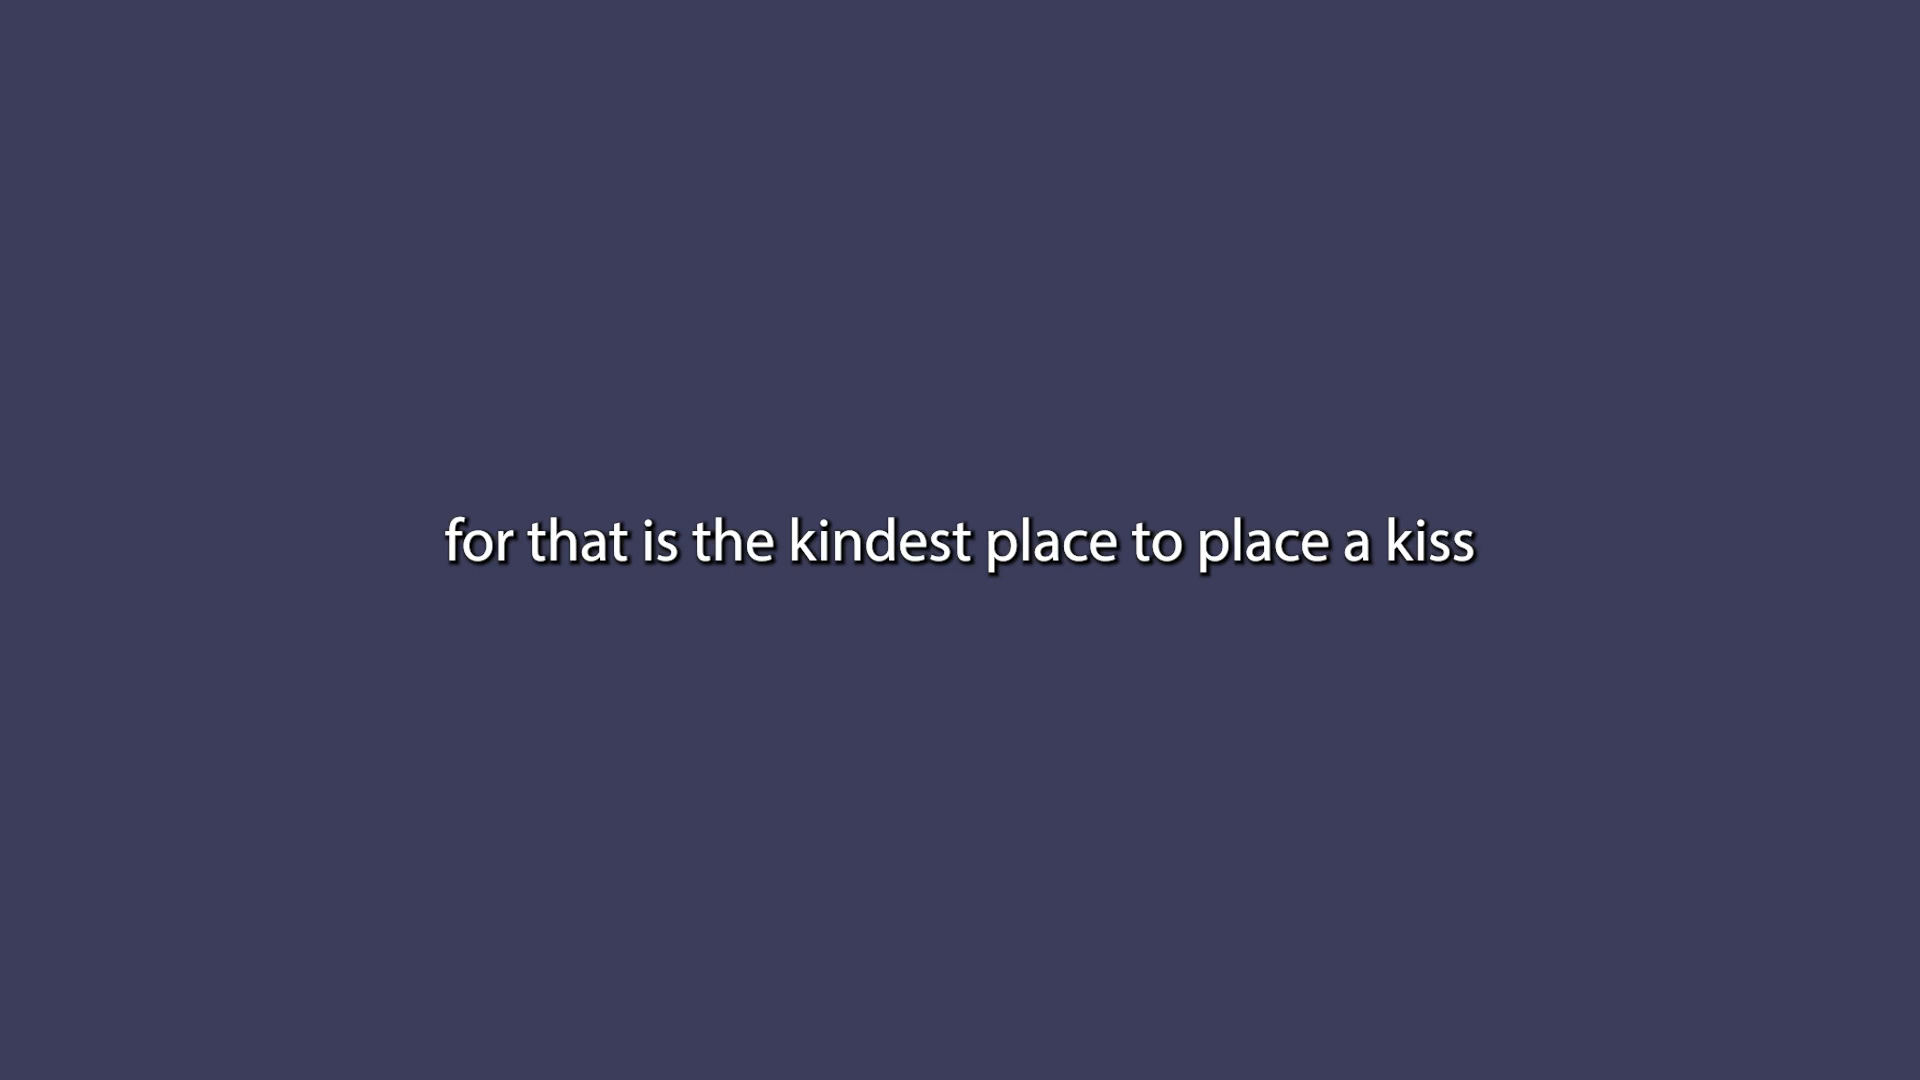 for that is the kindest place to place a kiss